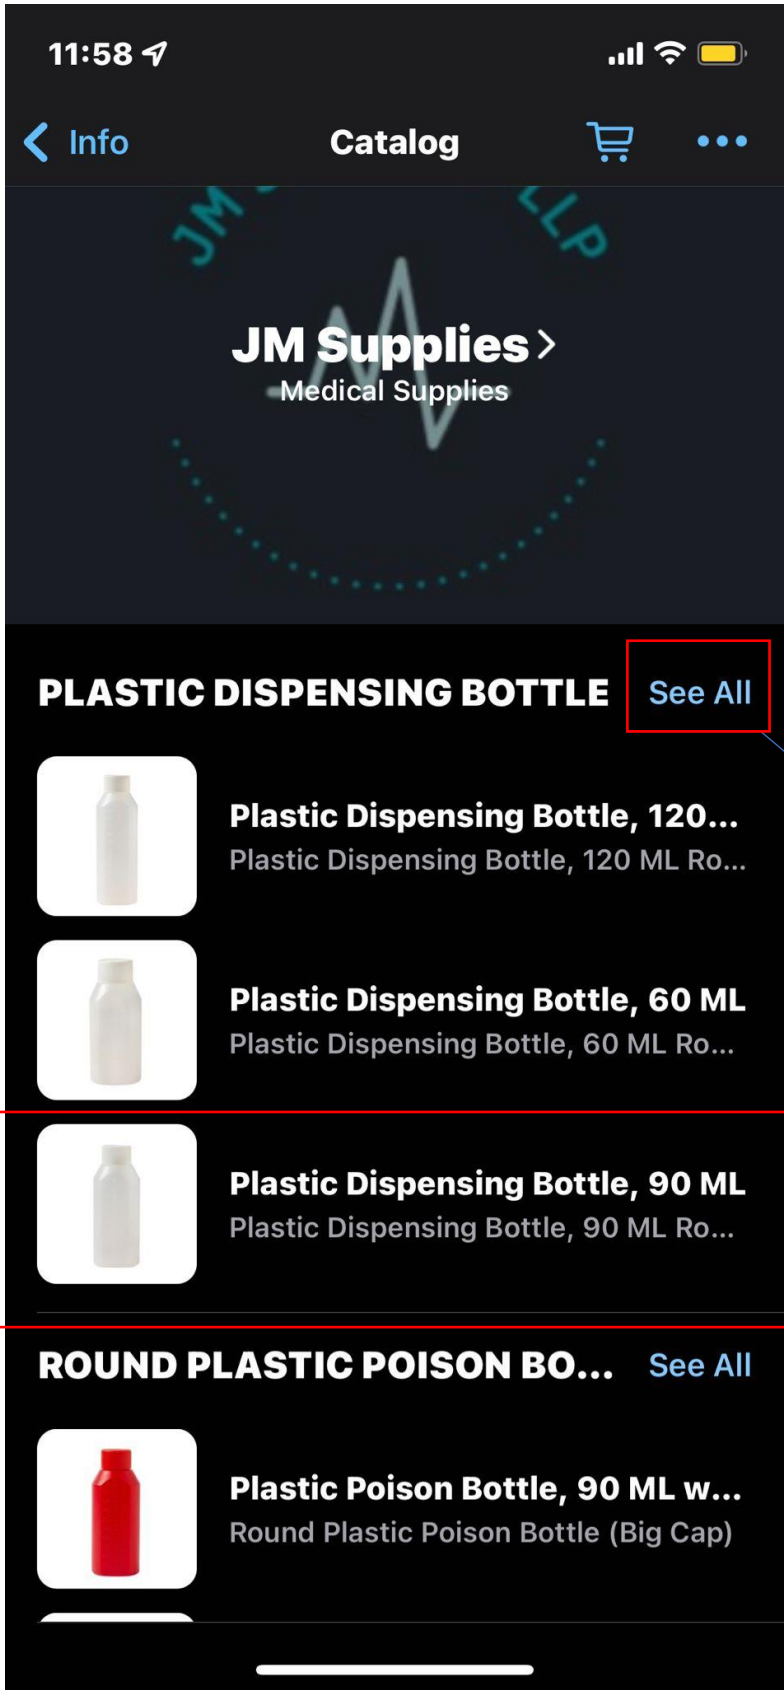 11:58
Info
Catalog
JM
LLP
JM Supplies
Medical Supplies
PLASTIC DISPENSING BOTTLE
See All
Plastic Dispensing Bottle, 120...
Plastic Dispensing Bottle, 120 ML Ro...
Plastic Dispensing Bottle, 60 ML
Plastic Dispensing Bottle, 60 ML Ro...
Plastic Dispensing Bottle, 90 ML
Plastic Dispensing Bottle, 90 ML Ro...
ROUND PLASTIC POISON BO...
See All
Plastic Poison Bottle, 90 ML w...
Round Plastic Poison Bottle (Big Cap)